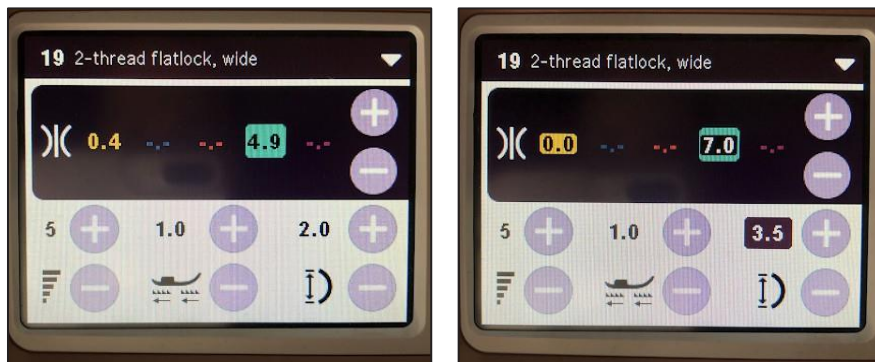 19 2-thread flatlock, wide
0.4 -.- -.- 4.9 -.-
5 1.0 2.0
19 2-thread flatlock, wide
0.0 -.- -.- 7.0 -.-
5 1.0 3.5